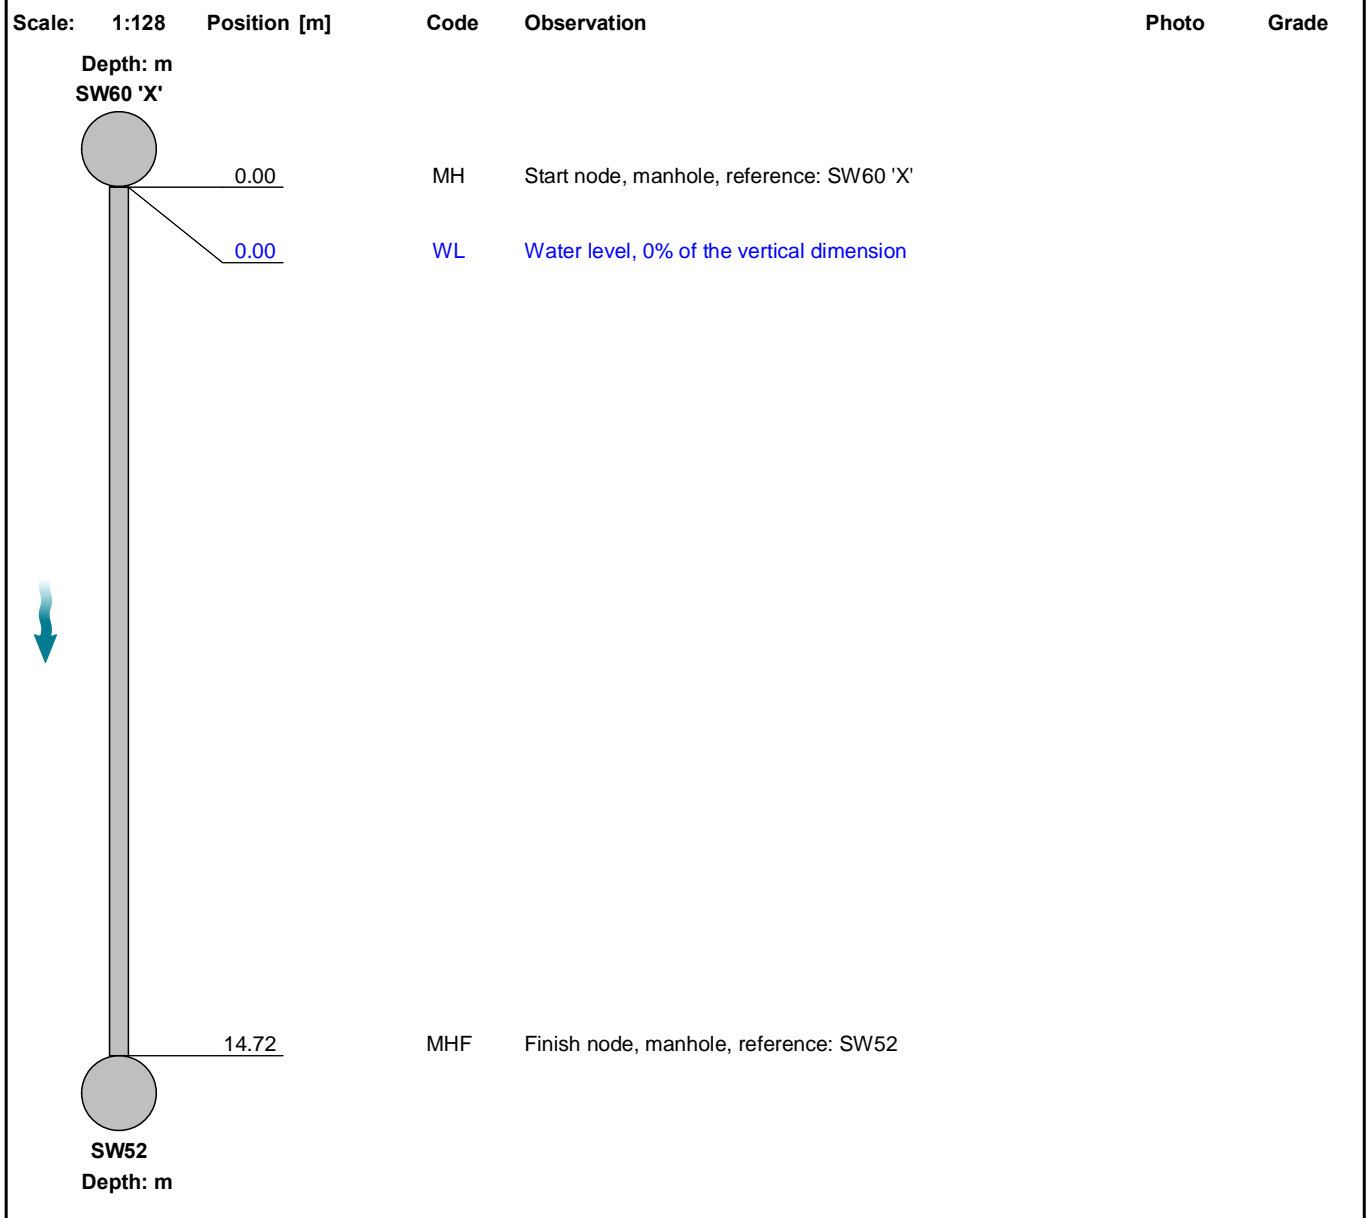 Scale: 1:128 Position [m] Code Observation Photo Grade
Depth: m
SW60 'X'
0.00 MH Start node, manhole, reference: SW60 'X'
0.00 WL Water level, 0% of the vertical dimension
14.72 MHF Finish node, manhole, reference: SW52
SW52
Depth: m